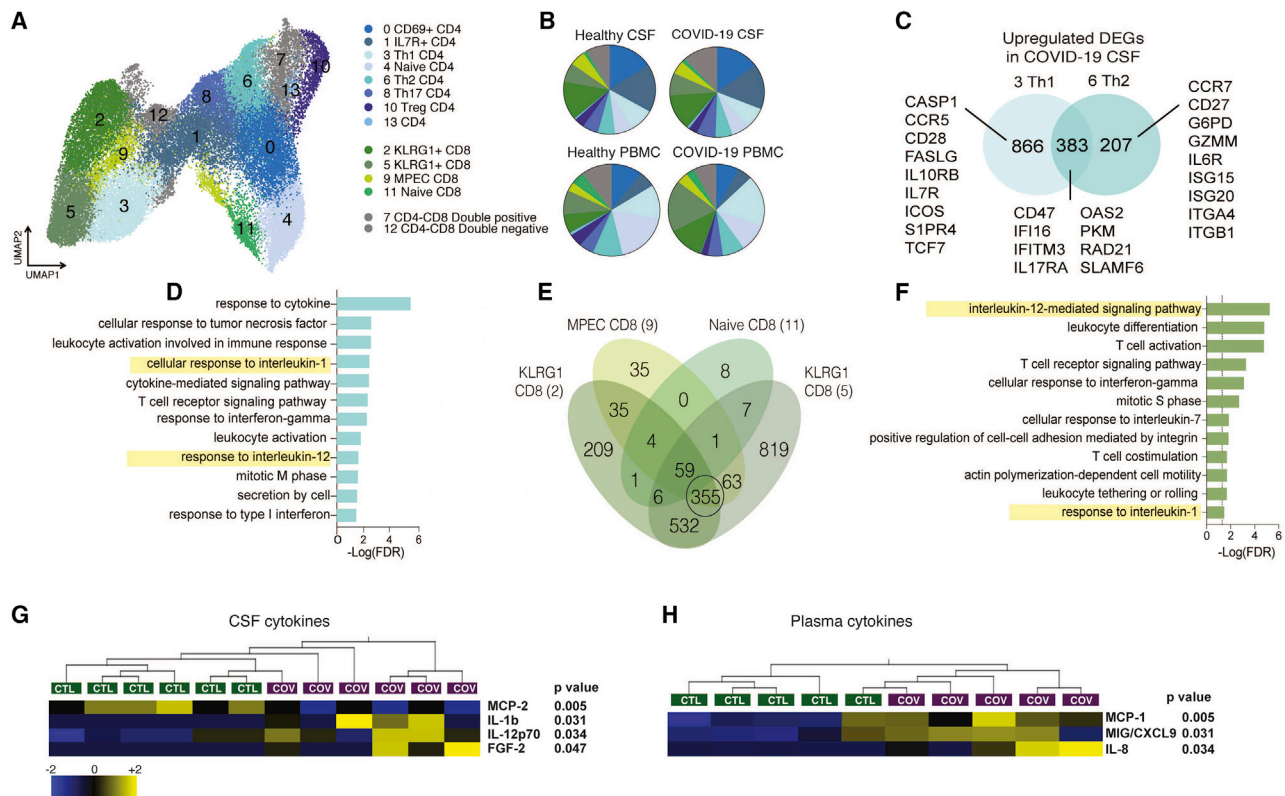 A
7
10
6
13
8
2
12
1
9
0
3
5
11
4
UMAP2
UMAP1
0 CD69+ CD4
1 IL7R+ CD4
3 Th1 CD4
4 Naive CD4
6 Th2 CD4
8 Th17 CD4
10 Treg CD4
13 CD4
2 KLRG1+ CD8
5 KLRG1+ CD8
9 MPEC CD8
11 Naive CD8
7 CD4-CD8 Double positive
12 CD4-CD8 Double negative
B
Healthy CSF
COVID-19 CSF
Healthy PBMC
COVID-19 PBMC
C
Upregulated DEGs
in COVID-19 CSF
3 Th1
6 Th2
866
383
207
CASP1
CCR5
CD28
FASLG
IL10RB
IL7R
ICOS
S1PR4
TCF7
CD47
IFI16
IFITM3
IL17RA
OAS2
PKM
RAD21
SLAMF6
CCR7
CD27
G6PD
GZMM
IL6R
ISG15
ISG20
ITGA4
ITGB1
D
response to cytokine
cellular response to tumor necrosis factor
leukocyte activation involved in immune response
cellular response to interleukin-1
cytokine-mediated signaling pathway
T cell receptor signaling pathway
response to interferon-gamma
leukocyte activation
response to interleukin-12
mitotic M phase
secretion by cell
response to type I interferon
0 2 4 6
-Log(FDR)
E
MPEC CD8 (9)
Naive CD8 (11)
KLRG1
CD8 (2)
KLRG1
CD8 (5)
35
8
35
0
7
209
4
1
819
59
1
6
355
63
532
F
interleukin-12-mediated signaling pathway
leukocyte differentiation
T cell activation
T cell receptor signaling pathway
cellular response to interferon-gamma
mitotic S phase
cellular response to interleukin-7
positive regulation of cell-cell adhesion mediated by integrin
T cell costimulation
actin polymerization-dependent cell motility
leukocyte tethering or rolling
response to interleukin-1
0 2 4 6
-Log(FDR)
G
CSF cytokines
CTL CTL CTL CTL CTL CTL COV COV COV COV COV COV
p value
MCP-2 0.005
IL-1b 0.031
IL-12p70 0.034
FGF-2 0.047
-2 0 +2
H
Plasma cytokines
CTL CTL CTL CTL CTL COV COV COV COV COV
p value
MCP-1 0.005
MIG/CXCL9 0.031
IL-8 0.034